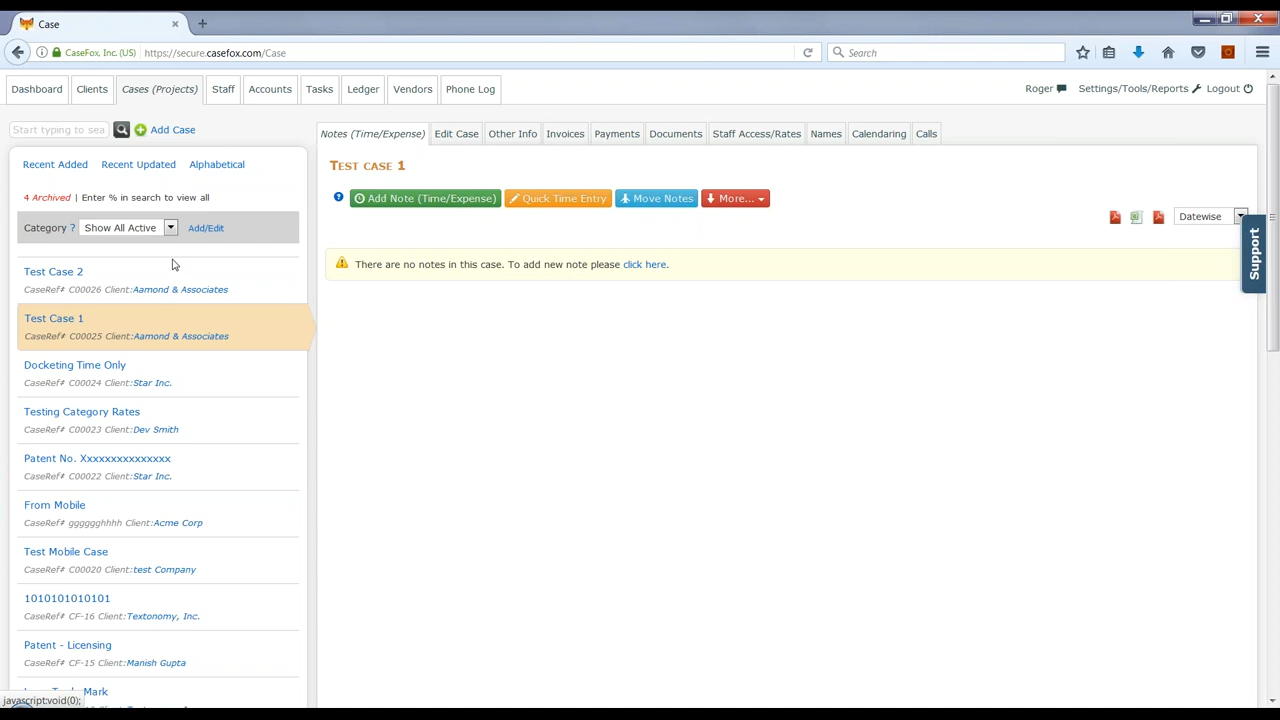 Case
CaseFox, Inc. (US) https://secure.casefox.com/Case Search
Dashboard Clients Cases (Projects) Staff Accounts Tasks Ledger Vendors Phone Log Roger Settings/Tools/Reports Logout
Start typing to sea Add Case
Notes (Time/Expense) Edit Case Other Info Invoices Payments Documents Staff Access/Rates Names Calendaring Calls
Recent Added Recent Updated Alphabetical
Test case 1
4 Archived | Enter % in search to view all
Add Note (Time/Expense) Quick Time Entry Move Notes More...
Datewise
Category ? Show All Active Add/Edit
Support
There are no notes in this case. To add new note please click here.
Test Case 2
CaseRef# C00026 Client:Aamond & Associates
Test Case 1
CaseRef# C00025 Client:Aamond & Associates
Docketing Time Only
CaseRef# C00024 Client:Star Inc.
Testing Category Rates
CaseRef# C00023 Client:Dev Smith
Patent No. Xxxxxxxxxxxxxx
CaseRef# C00022 Client:Star Inc.
From Mobile
CaseRef# gggggghhhh Client:Acme Corp
Test Mobile Case
CaseRef# C00020 Client:test Company
1010101010101
CaseRef# CF-16 Client:Textonomy, Inc.
Patent - Licensing
CaseRef# CF-15 Client:Manish Gupta
Mark
javascript:void(0);